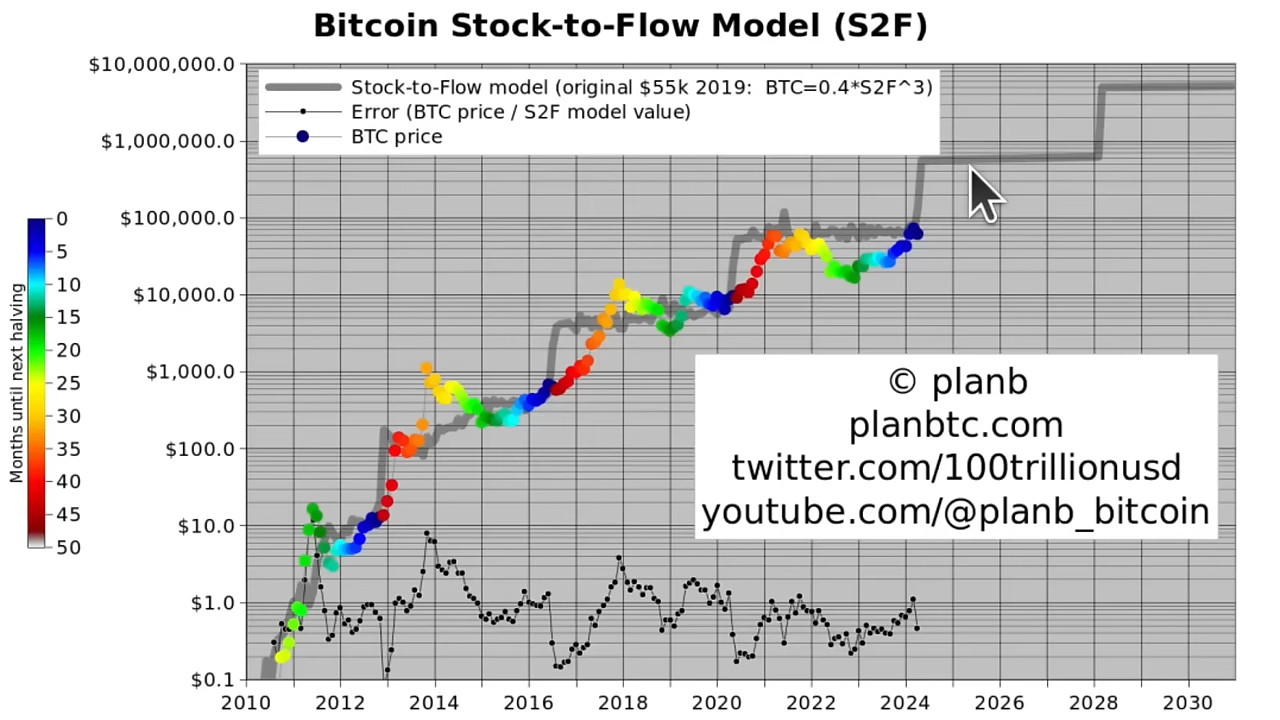 Bitcoin Stock-to-Flow Model (S2F)
$10,000,000.0
$1,000,000.0
$100,000.0
$10,000.0
$1,000.0
$100.0
$10.0
$1.0
$0.1
Stock-to-Flow model (original $55k 2019:  BTC=0.4*S2F^3)
Error (BTC price / S2F model value)
BTC price
Months until next halving
0
5
10
15
20
25
30
35
40
45
50
© planb
planbtc.com
twitter.com/100trillionusd
youtube.com/@planb_bitcoin
2010 2012 2014 2016 2018 2020 2022 2024 2026 2028 2030